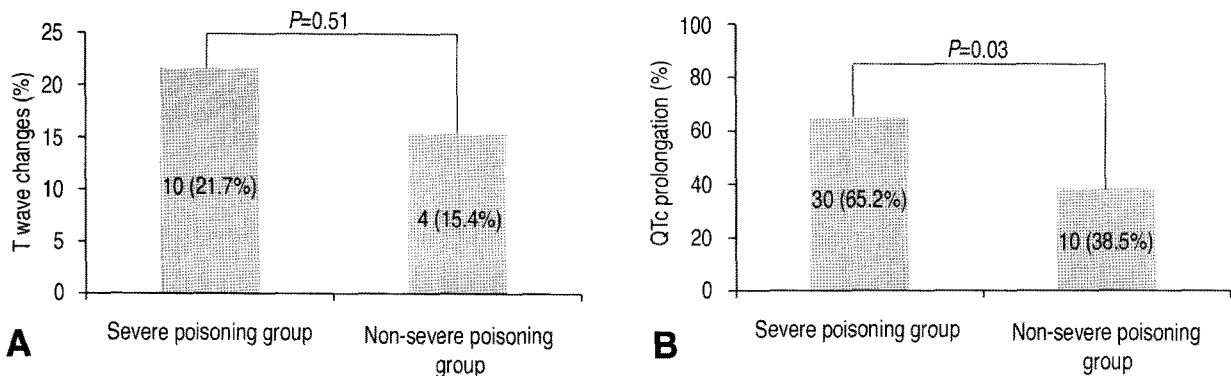 P=0.51
25
20
15
10
5
0
T wave changes (%)
10 (21.7%)
4 (15.4%)
Severe poisoning group
Non-severe poisoning
group
A
P=0.03
100
80
60
40
20
0
QTc prolongation (%)
30 (65.2%)
10 (38.5%)
Severe poisoning group
Non-severe poisoning
group
B